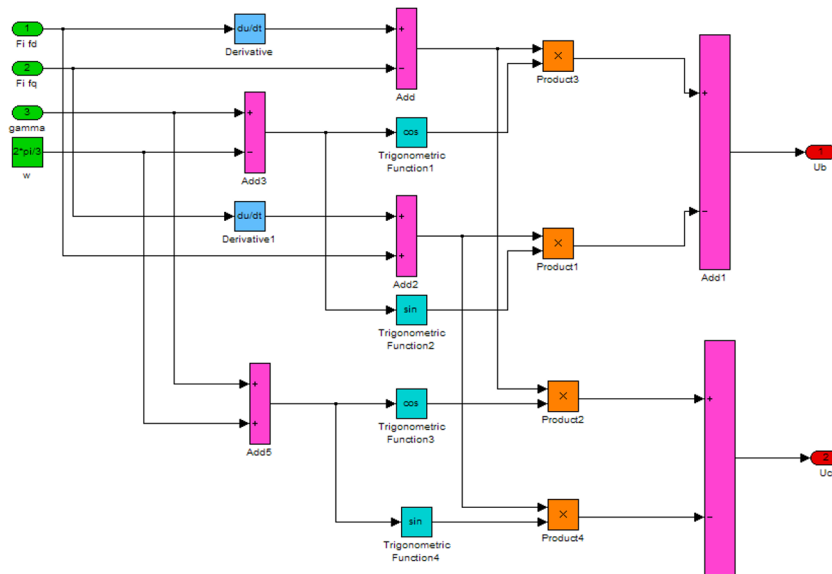 1
Fi fd
du/dt
Derivative
+
−
Add
×
Product3
2
Fi fq
3
gamma
2*pi/3
w
+
−
Add3
cos
Trigonometric
Function1
+
−
Add1
1
Ub
du/dt
Derivative1
+
+
Add2
×
Product1
sin
Trigonometric
Function2
+
+
Add5
cos
Trigonometric
Function3
×
Product2
+
−
2
Uc
sin
Trigonometric
Function4
×
Product4